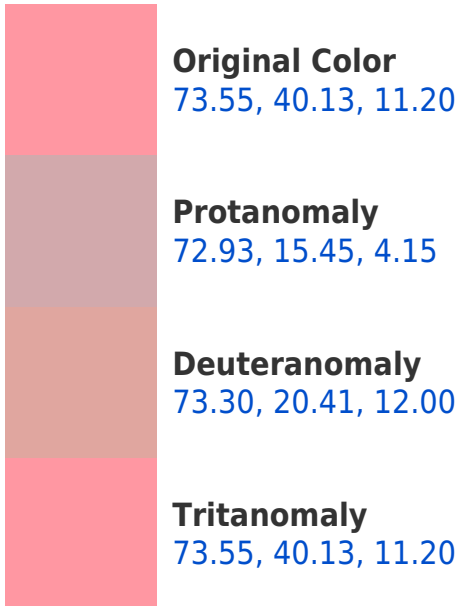 Original Color
73.55, 40.13, 11.20
Protanomaly
72.93, 15.45, 4.15
Deuteranomaly
73.30, 20.41, 12.00
Tritanomaly
73.55, 40.13, 11.20